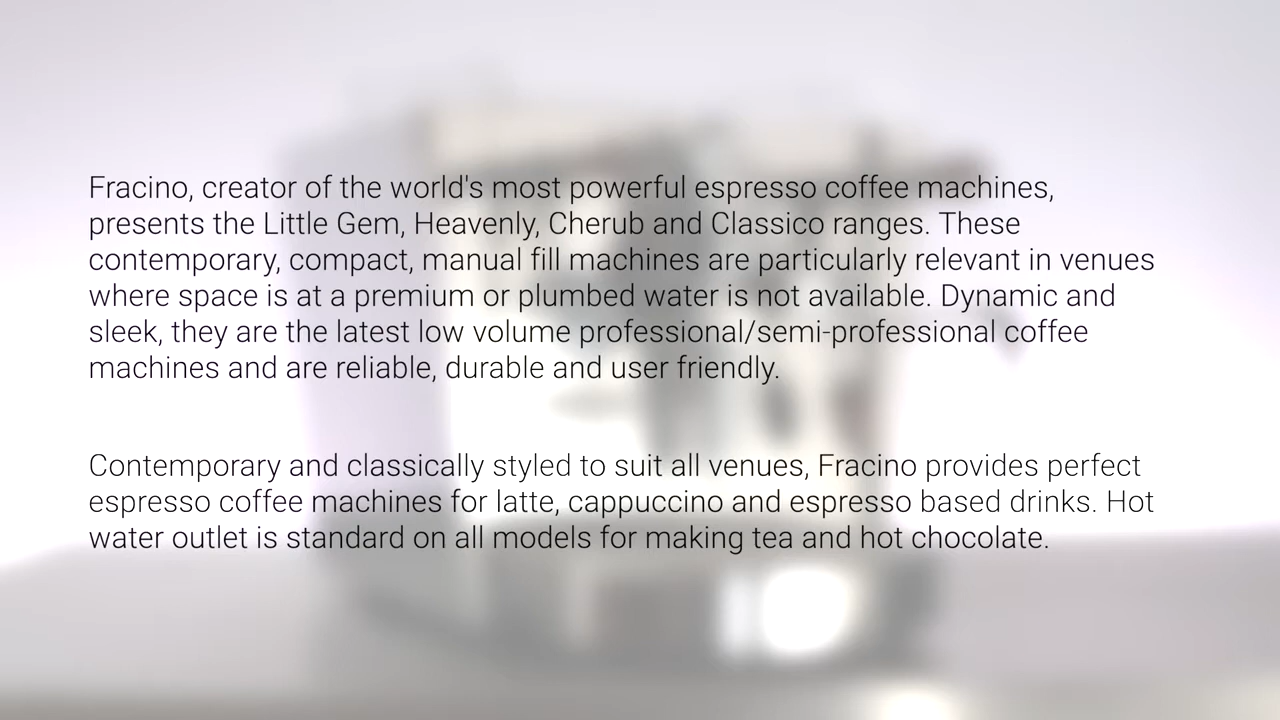 Fracino, creator of the world's most powerful espresso coffee machines,
presents the Little Gem, Heavenly, Cherub and Classico ranges. These
contemporary, compact, manual fill machines are particularly relevant in venues
where space is at a premium or plumbed water is not available. Dynamic and
sleek, they are the latest low volume professional/semi-professional coffee
machines and are reliable, durable and user friendly.
Contemporary and classically styled to suit all venues, Fracino provides perfect
espresso coffee machines for latte, cappuccino and espresso based drinks. Hot
water outlet is standard on all models for making tea and hot chocolate.